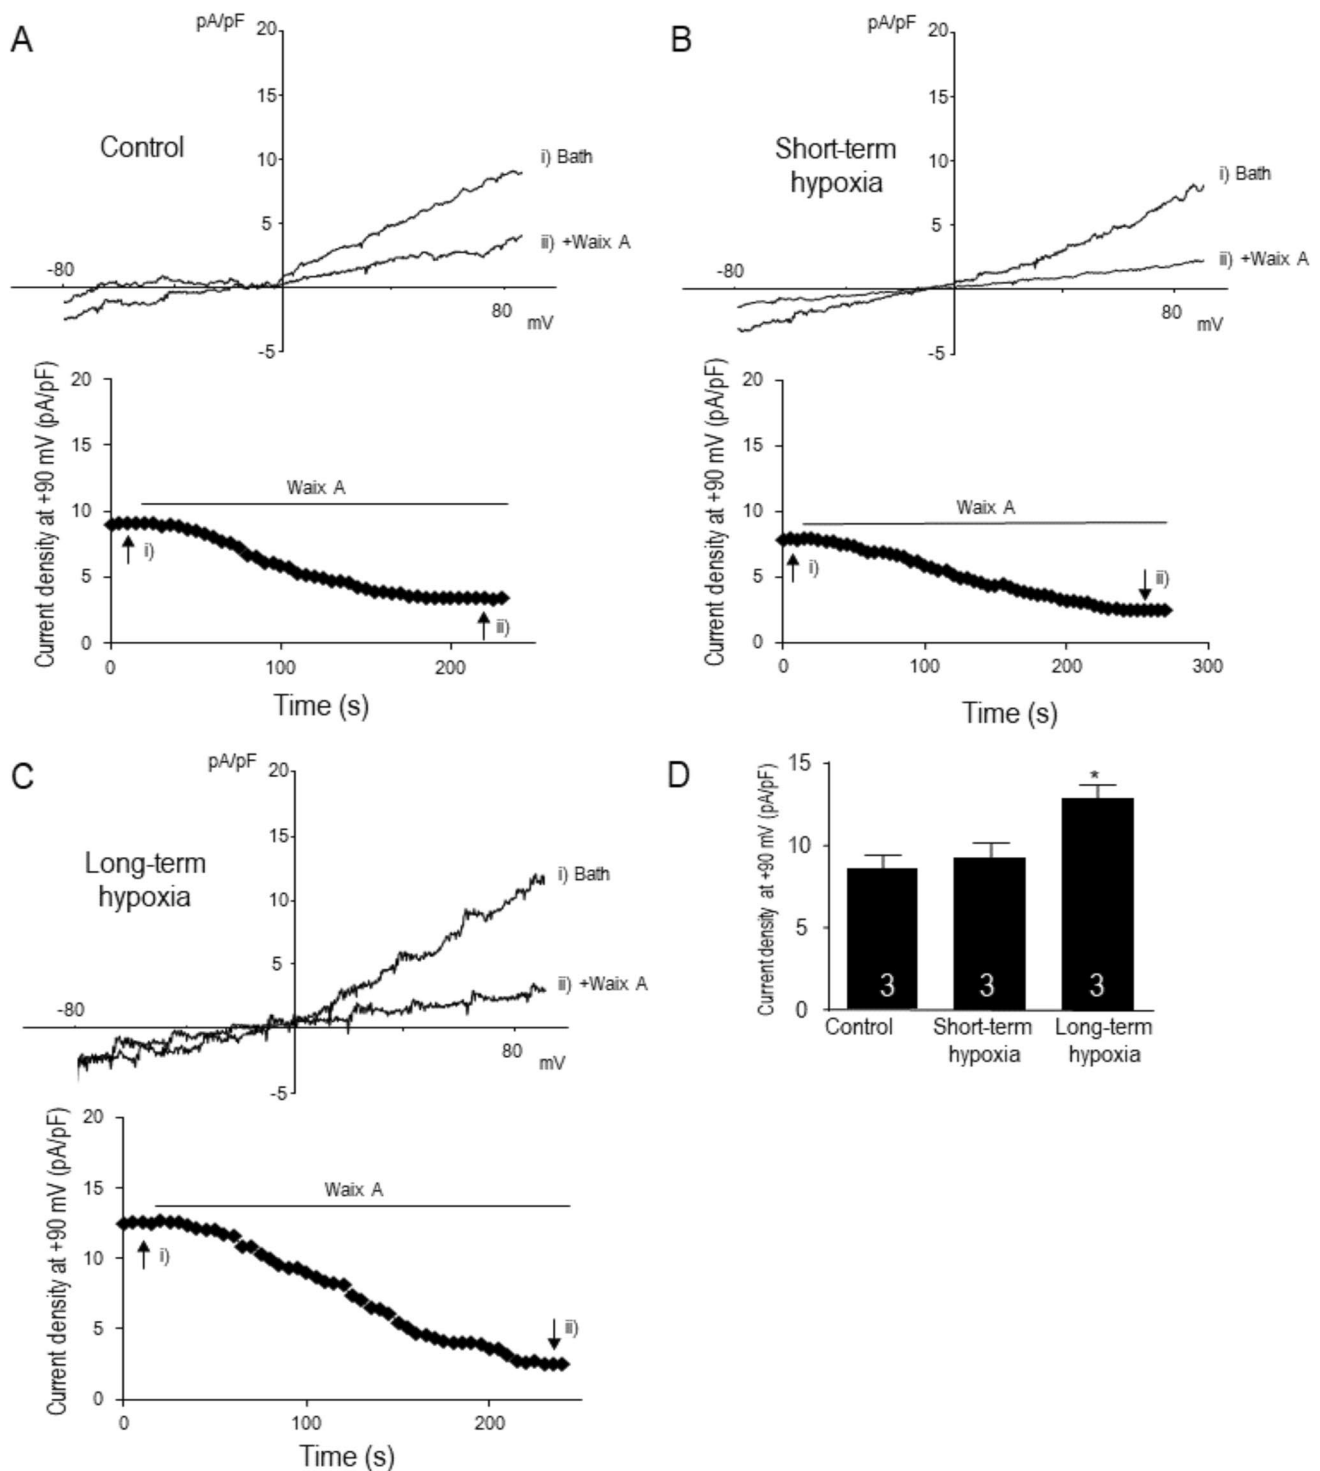 A
pA/pF
20
15
10
5
-5
-80
80
mV
Control
i) Bath
ii) +Waix A
Current density at +90 mV (pA/pF)
20
15
10
5
0
Waix A
i)
ii)
0 100 200
Time (s)
B
pA/pF
20
15
10
5
-5
-80
80
mV
Short-term
hypoxia
i) Bath
ii) +Waix A
Current density at +90 mV (pA/pF)
20
15
10
5
0
Waix A
i)
ii)
0 100 200 300
Time (s)
C
pA/pF
20
15
10
5
-5
-80
80
mV
Long-term
hypoxia
i) Bath
ii) +Waix A
Current density at +90 mV (pA/pF)
20
15
10
5
0
Waix A
i)
ii)
0 100 200
Time (s)
D
Current density at +90 mV (pA/pF)
15
10
5
0
*
3 3 3
Control
Short-term
hypoxia
Long-term
hypoxia